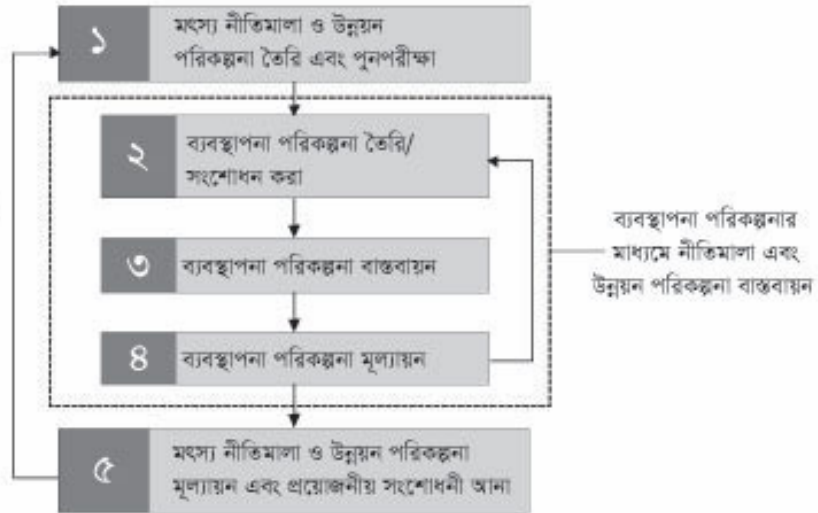 ১
মৎস্য নীতিমালা ও উন্নয়ন
পরিকল্পনা তৈরি এবং পুনপরীক্ষা
২
ব্যবস্থাপনা পরিকল্পনা তৈরি/
সংশোধন করা
৩
ব্যবস্থাপনা পরিকল্পনা বাস্তবায়ন
৪
ব্যবস্থাপনা পরিকল্পনা মূল্যায়ন
৫
মৎস্য নীতিমালা ও উন্নয়ন পরিকল্পনা
মূল্যায়ন এবং প্রয়োজনীয় সংশোধনী আনা
ব্যবস্থাপনা পরিকল্পনার
মাধ্যমে নীতিমালা এবং
উন্নয়ন পরিকল্পনা বাস্তবায়ন